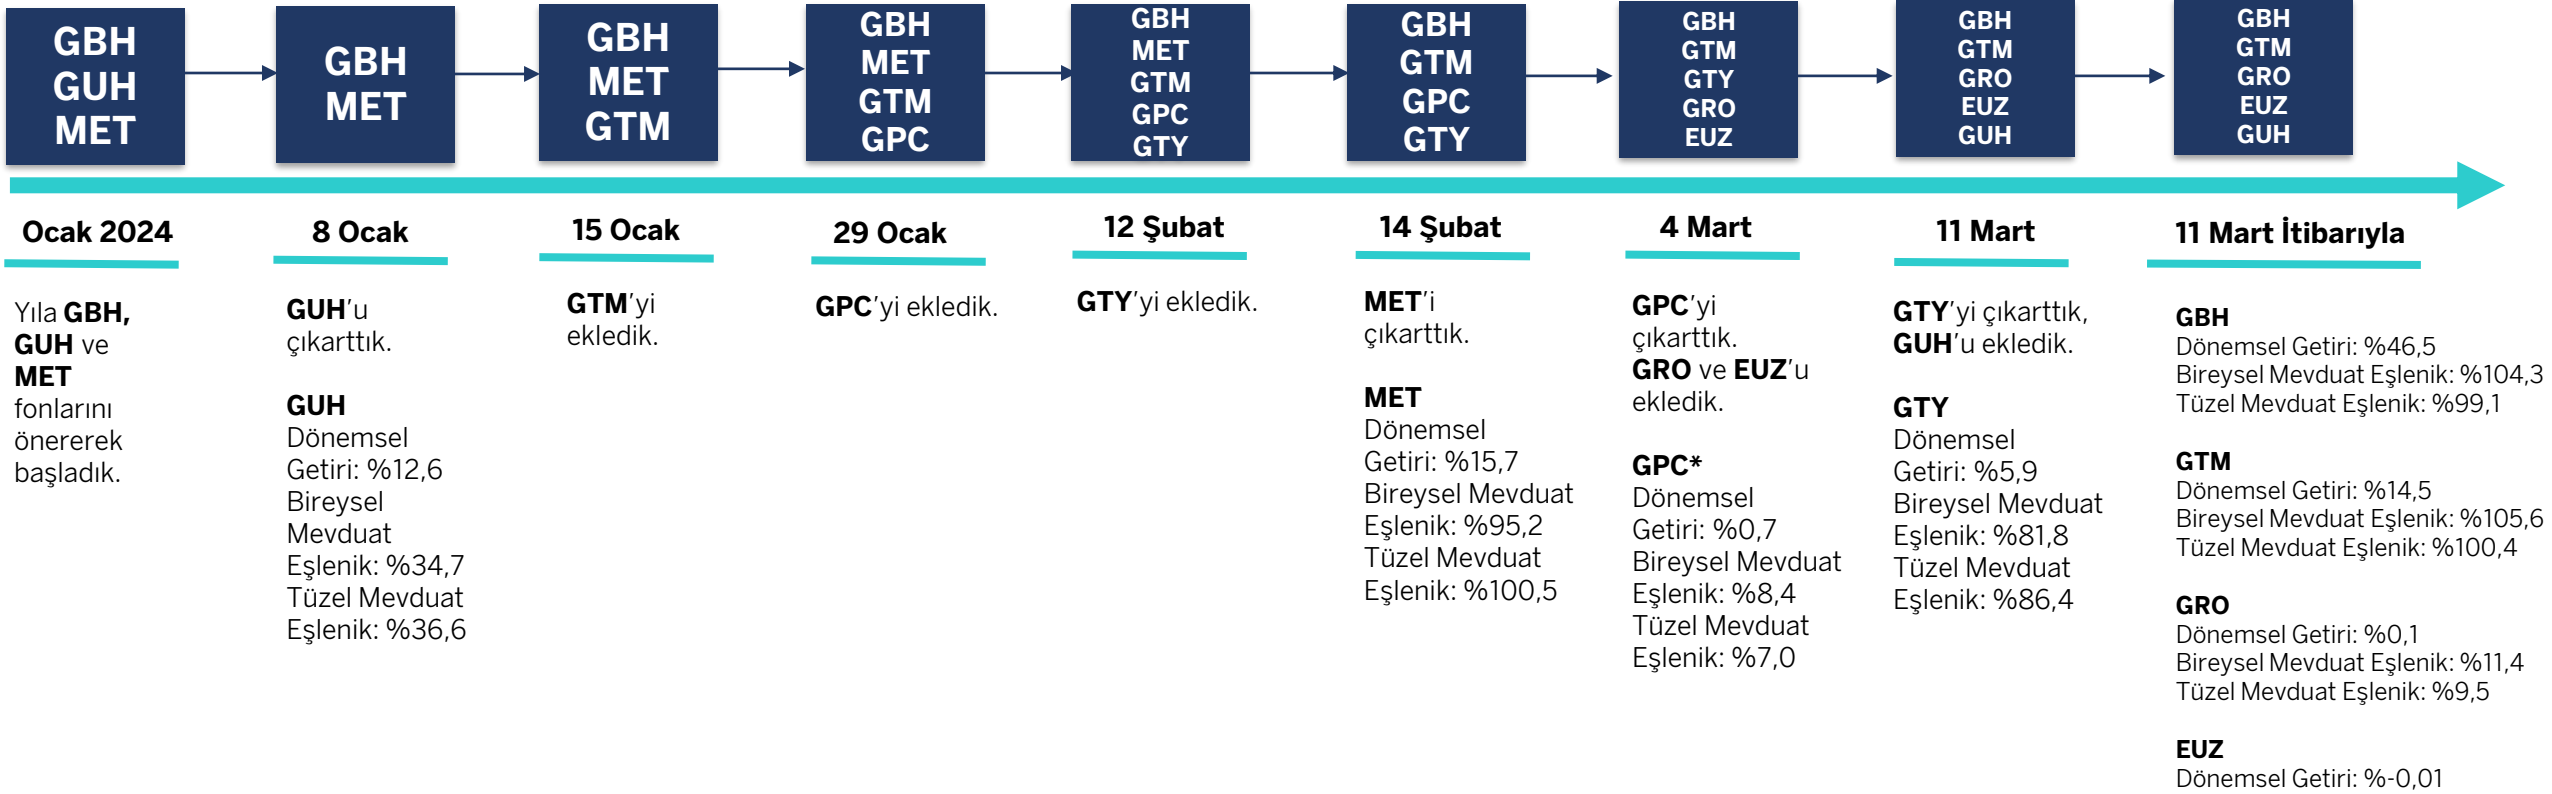 GBH
GUH
MET
GBH
MET
GBH
MET
GTM
GBH
MET
GTM
GPC
GBH
MET
GTM
GPC
GTY
GBH
GTM
GPC
GTY
GBH
GTM
GTY
GRO
EUZ
GBH
GTM
GRO
EUZ
GUH
GBH
GTM
GRO
EUZ
GUH
Ocak 2024
Yıla GBH,
GUH ve
MET
fonlarını
önererek
başladık.
8 Ocak
GUH'u
çıkarttık.
GUH
Dönemsel
Getiri: %12,6
Bireysel
Mevduat
Eşlenik: %34,7
Tüzel Mevduat
Eşlenik: %36,6
15 Ocak
GTM'yi
ekledik.
29 Ocak
GPC'yi ekledik.
12 Şubat
GTY'yi ekledik.
14 Şubat
MET'i
çıkarttık.
MET
Dönemsel
Getiri: %15,7
Bireysel Mevduat
Eşlenik: %95,2
Tüzel Mevduat
Eşlenik: %100,5
4 Mart
GPC'yi
çıkarttık.
GRO ve EUZ'u
ekledik.
GPC*
Dönemsel
Getiri: %0,7
Bireysel Mevduat
Eşlenik: %8,4
Tüzel Mevduat
Eşlenik: %7,0
11 Mart
GTY'yi çıkarttık,
GUH'u ekledik.
GTY
Dönemsel
Getiri: %5,9
Bireysel Mevduat
Eşlenik: %81,8
Tüzel Mevduat
Eşlenik: %86,4
11 Mart İtibarıyla
GBH
Dönemsel Getiri: %46,5
Bireysel Mevduat Eşlenik: %104,3
Tüzel Mevduat Eşlenik: %99,1
GTM
Dönemsel Getiri: %14,5
Bireysel Mevduat Eşlenik: %105,6
Tüzel Mevduat Eşlenik: %100,4
GRO
Dönemsel Getiri: %0,1
Bireysel Mevduat Eşlenik: %11,4
Tüzel Mevduat Eşlenik: %9,5
EUZ
Dönemsel Getiri: %-0,01